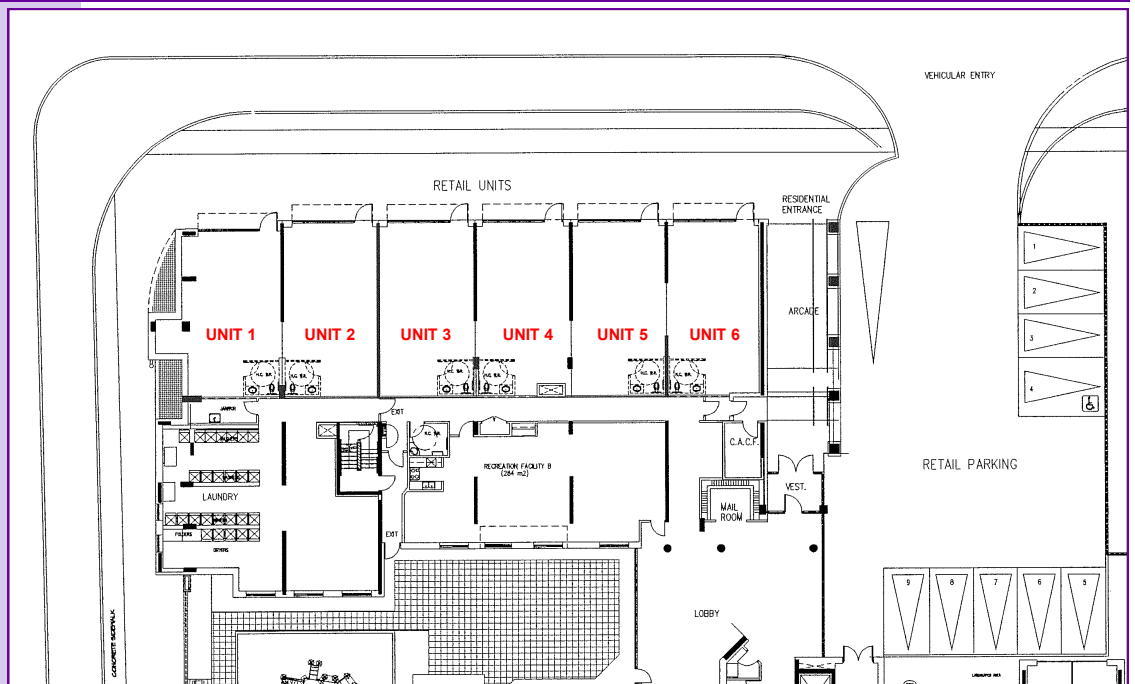 VEHICULAR ENTRY
RETAIL UNITS
RESIDENTIAL
ENTRANCE
1
2
ARCADE
UNIT 1
UNIT 2
UNIT 3
UNIT 4
UNIT 5
UNIT 6
3
H.C. B.R.
H.C. B.R.
H.C. B.R.
H.C. B.R.
H.C. B.R.
H.C. B.R.
4
JANITOR
EXIT
H.C. B.R.
C.A.C.F.
RECREATION FACILITY B
(284 m2)
RETAIL PARKING
LAUNDRY
VEST.
MAIL
ROOM
FOLDERS
EXIT
DRYERS
9
8
7
6
5
LOBBY
CONCRETE SIDEWALK